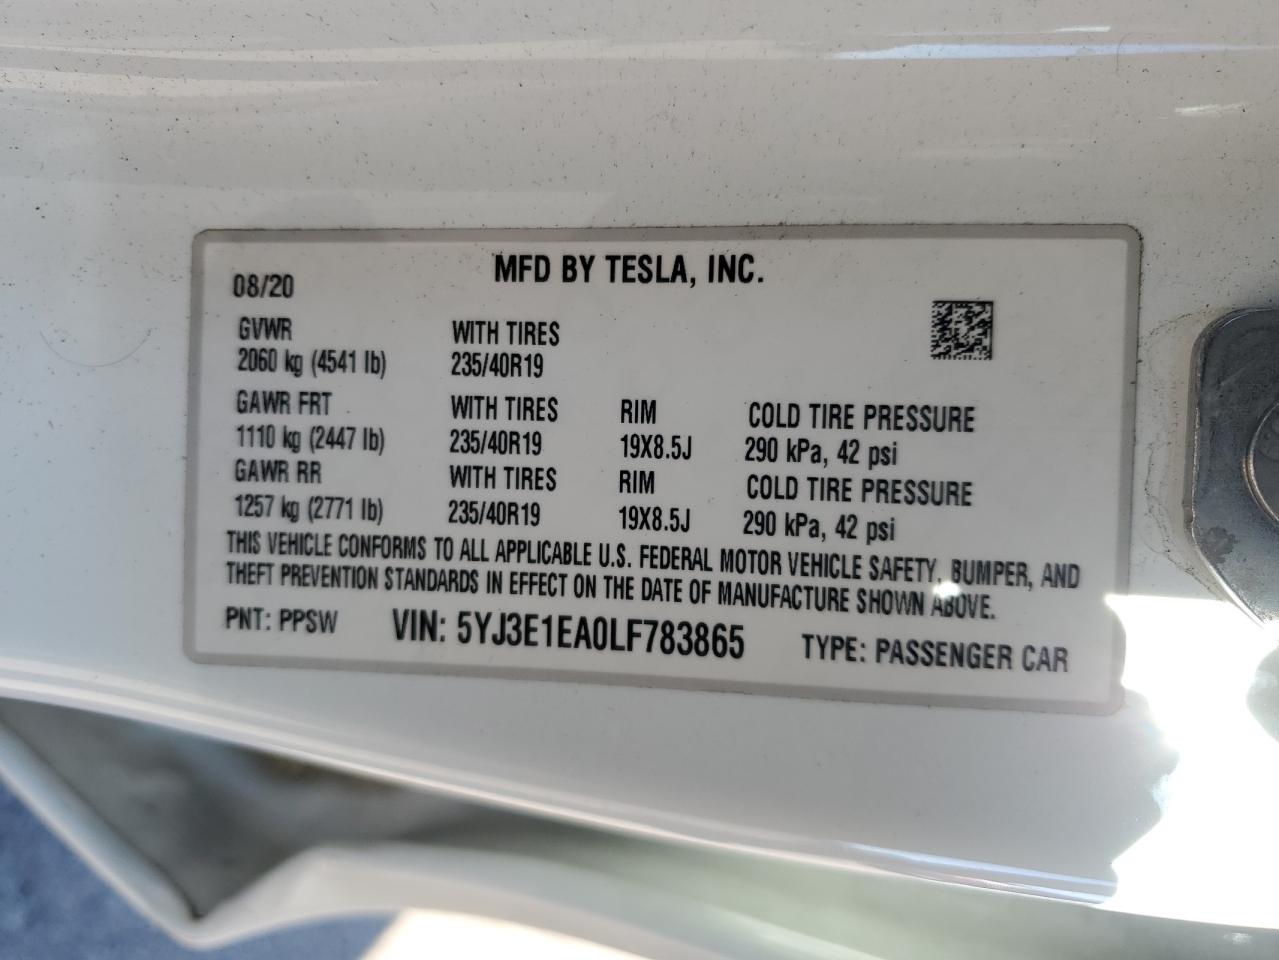 MFD BY TESLA, INC.
08/20
GVWR WITH TIRES
2060 kg (4541 lb) 235/40R19
GAWR FRT WITH TIRES RIM COLD TIRE PRESSURE
1110 kg (2447 lb) 235/40R19 19X8.5J 290 kPa, 42 psi
GAWR RR WITH TIRES RIM COLD TIRE PRESSURE
1257 kg (2771 lb) 235/40R19 19X8.5J 290 kPa, 42 psi
THIS VEHICLE CONFORMS TO ALL APPLICABLE U.S. FEDERAL MOTOR VEHICLE SAFETY, BUMPER, AND
THEFT PREVENTION STANDARDS IN EFFECT ON THE DATE OF MANUFACTURE SHOWN ABOVE.
PNT: PPSW VIN: 5YJ3E1EA0LF783865 TYPE: PASSENGER CAR